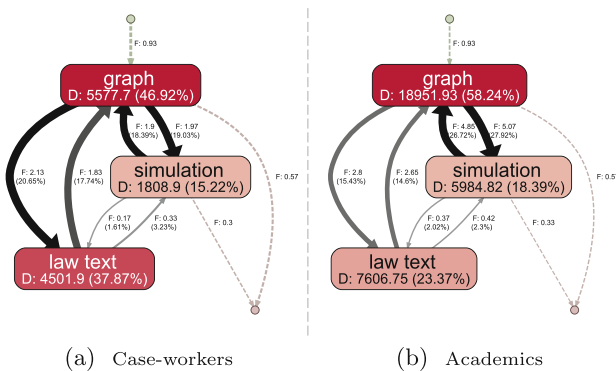 F: 0.93
graph
D: 5577.7 (46.92%)
F: 1.9
(18.39%)
F: 1.97
(19.03%)
F: 2.13
(20.65%)
F: 1.83
(17.74%)
simulation
D: 1808.9 (15.22%)
F: 0.57
F: 0.17
(1.61%)
F: 0.33
(3.23%)
F: 0.3
law text
D: 4501.9 (37.87%)
(a) Case-workers
F: 0.93
graph
D: 18951.93 (58.24%)
F: 4.85
(26.72%)
F: 5.07
(27.92%)
F: 2.8
(15.43%)
F: 2.65
(14.6%)
simulation
D: 5984.82 (18.39%)
F: 0.5
F: 0.37
(2.02%)
F: 0.42
(2.3%)
F: 0.33
law text
D: 7606.75 (23.37%)
(b) Academics